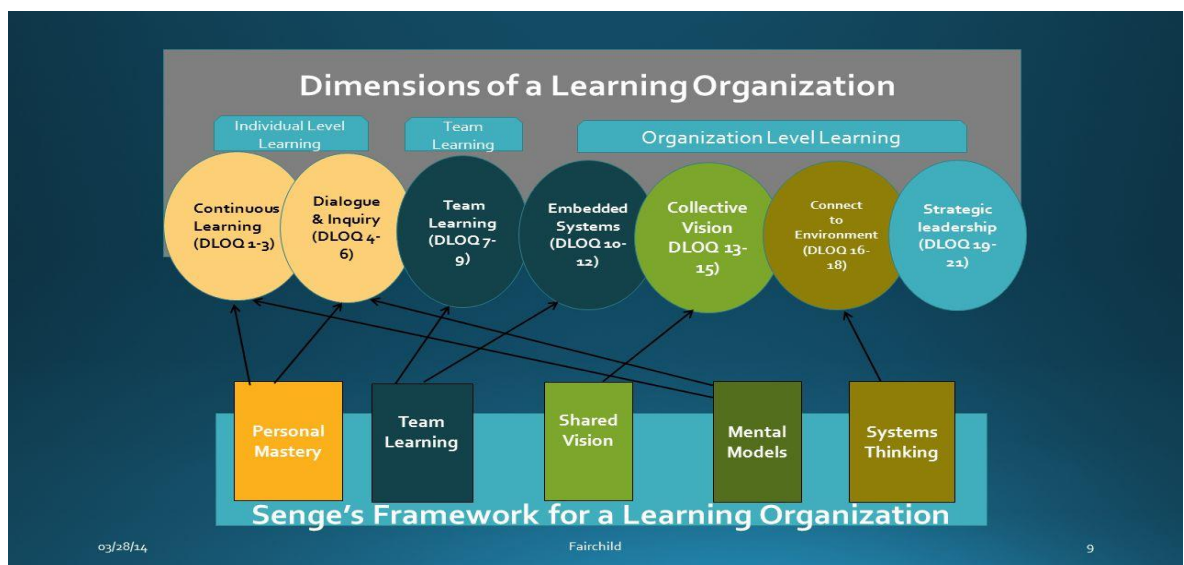 Dimensions of a Learning Organization
Individual Level
Learning
Team
Learning
Organization Level Learning
Continuous
Learning
(DLOQ 1-3)
Dialogue
& Inquiry
(DLOQ 4-
6)
Team
Learning
(DLOQ 7-
9)
Embedded
Systems
(DLOQ 10-
12)
Collective
Vision
DLOQ 13-
15)
Connect
to
Environment
(DLOQ 16-
18)
Strategic
leadership
(DLOQ 19-
21)
Personal
Mastery
Team
Learning
Shared
Vision
Mental
Models
Systems
Thinking
Senge's Framework for a Learning Organization
03/28/14
Fairchild
9